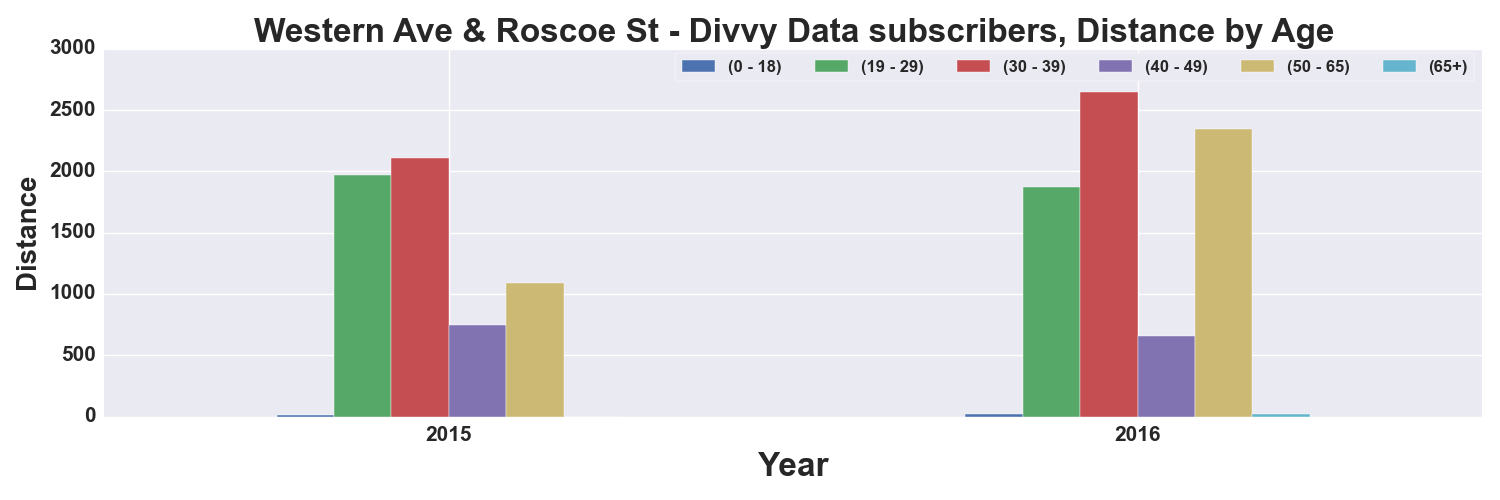 Western Ave & Roscoe St - Divvy Data subscribers, Distance by Age
(0 - 18) (19 - 29) (30 - 39) (40 - 49) (50 - 65) (65+)
Distance
3000
2500
2000
1500
1000
500
0
2015 2016
Year